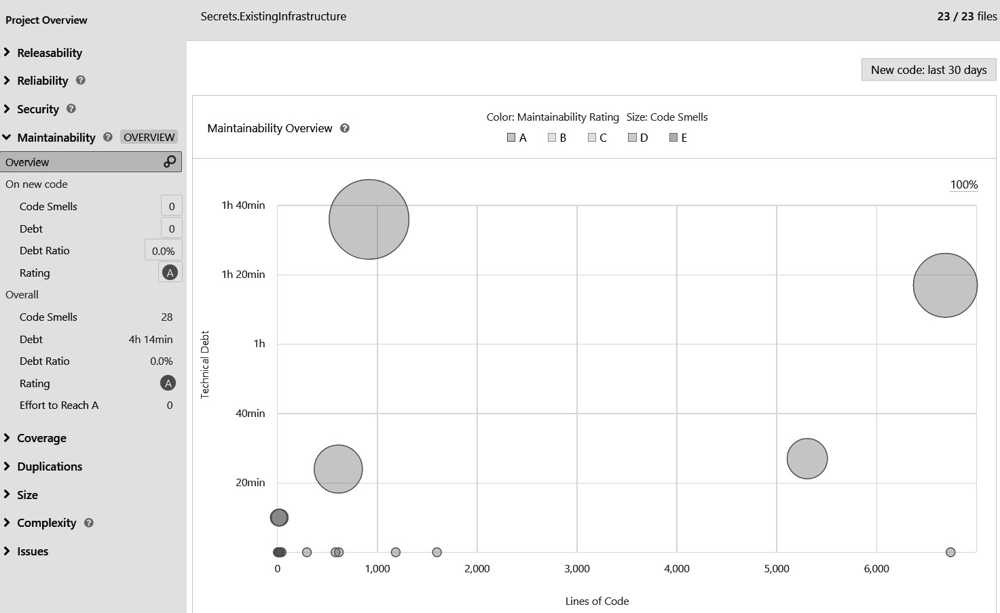 Project Overview
Secrets.ExistingInfrastructure
23 / 23 files
Releasability
Reliability ?
Security ?
Maintainability ? OVERVIEW
Overview
On new code
Code Smells 0
Debt 0
Debt Ratio 0.0%
Rating A
Overall
Code Smells 28
Debt 4h 14min
Debt Ratio 0.0%
Rating A
Effort to Reach A 0
Coverage
Duplications
Size
Complexity ?
Issues
New code: last 30 days
Maintainability Overview ?
Color: Maintainability Rating Size: Code Smells
A B C D E
100%
1h 40min
1h 20min
1h
40min
20min
Technical Debt
0 1,000 2,000 3,000 4,000 5,000 6,000
Lines of Code